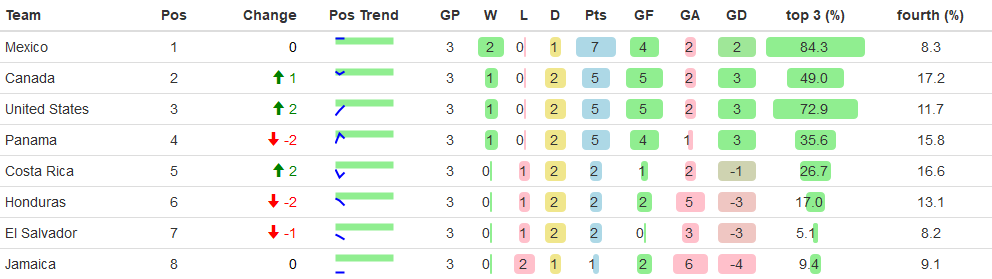 Team Pos Change Pos Trend GP W L D Pts GF GA GD top 3 (%) fourth (%)
Mexico 1 0 3 2 0 1 7 4 2 2 84.3 8.3
Canada 2 1 3 1 0 2 5 5 2 3 49.0 17.2
United States 3 2 3 1 0 2 5 5 2 3 72.9 11.7
Panama 4 -2 3 1 0 2 5 4 1 3 35.6 15.8
Costa Rica 5 2 3 0 1 2 2 1 2 -1 26.7 16.6
Honduras 6 -2 3 0 1 2 2 2 5 -3 17.0 13.1
El Salvador 7 -1 3 0 1 2 2 0 3 -3 5.1 8.2
Jamaica 8 0 3 0 2 1 1 2 6 -4 9.4 9.1